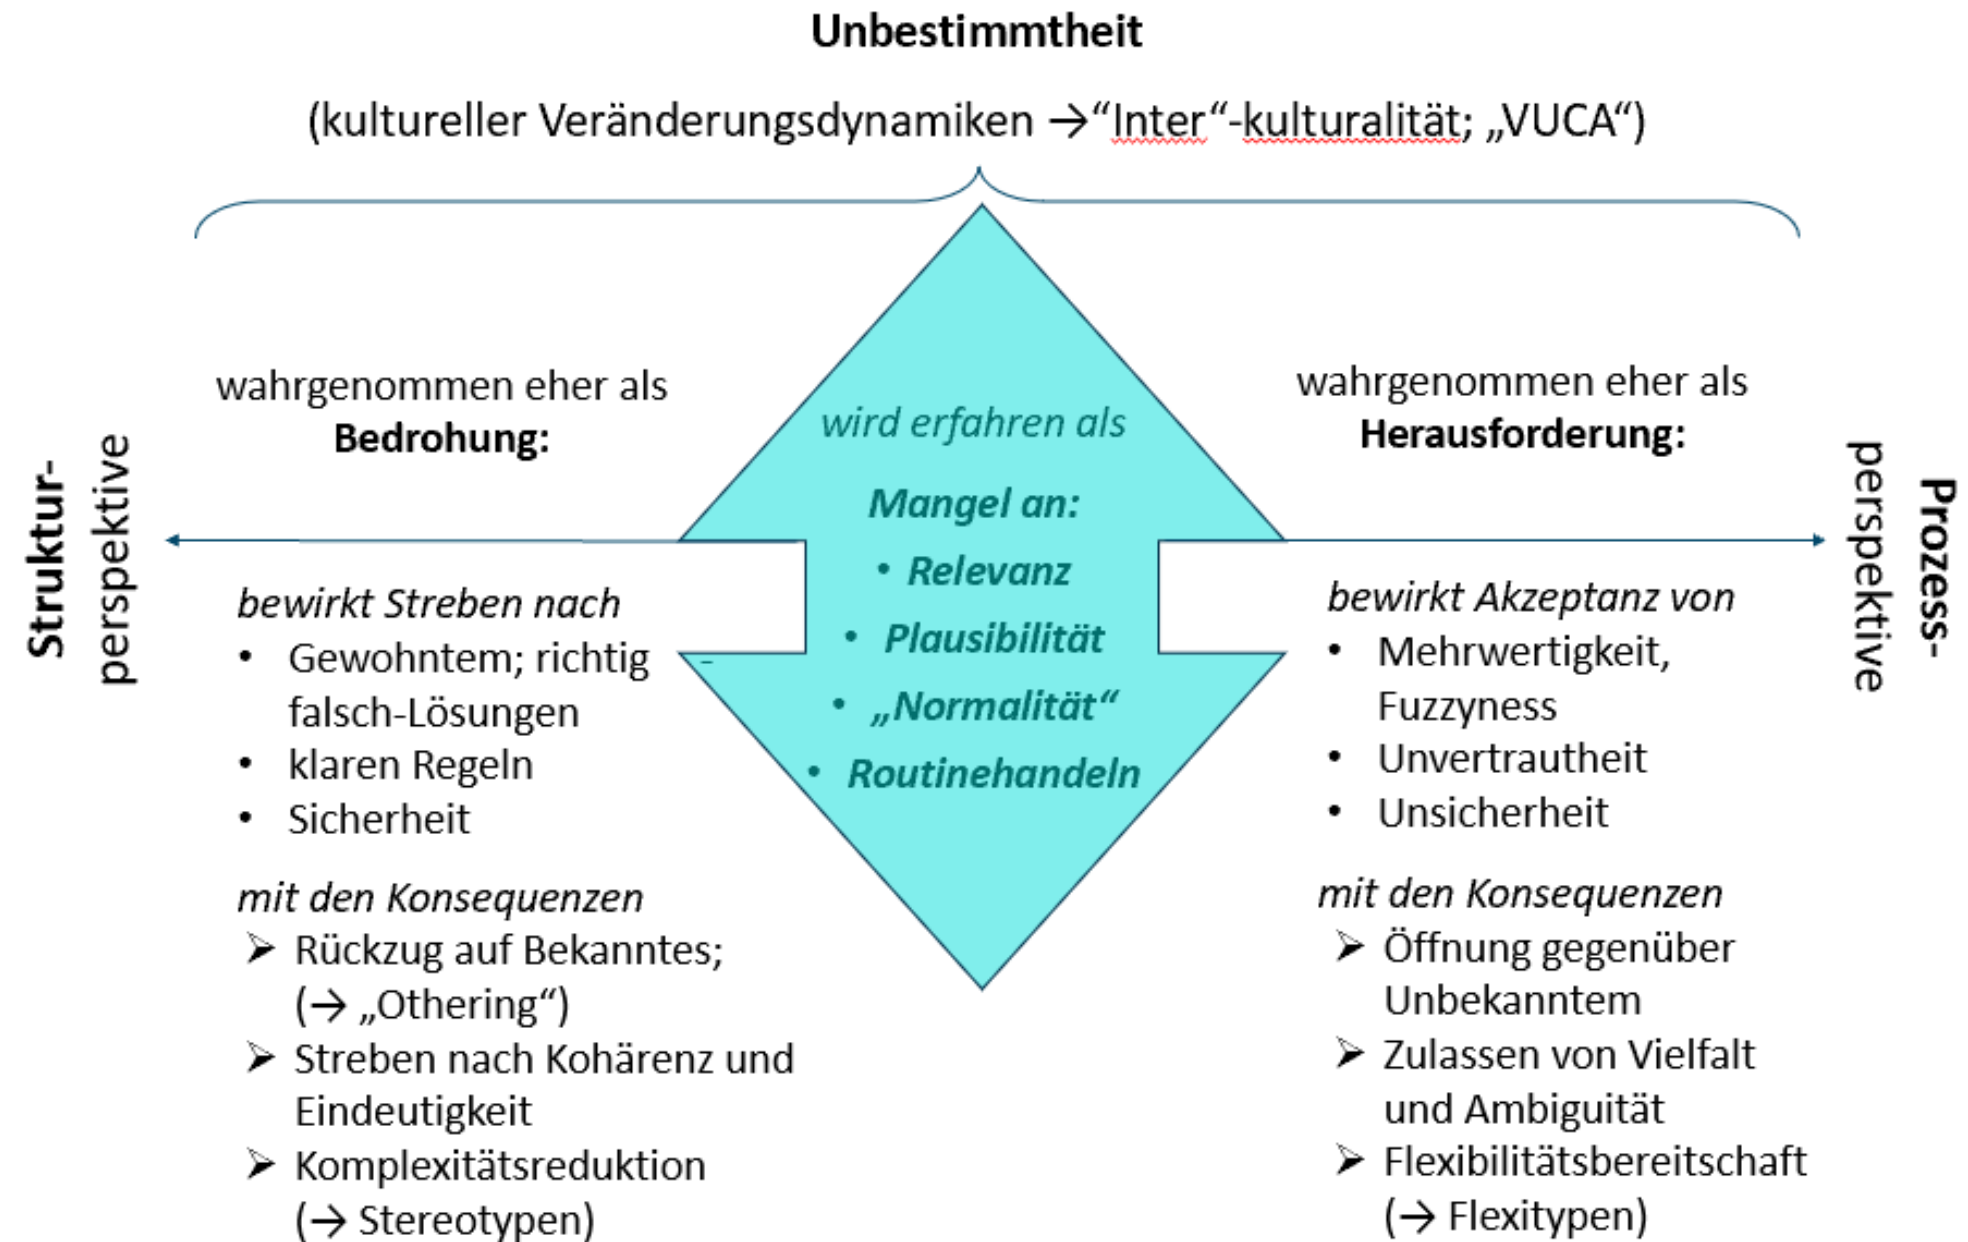 Unbestimmtheit
(kultureller Veränderungsdynamiken →“Inter“-kulturalität; „VUCA“)
Struktur-
perspektive
wahrgenommen eher als
Bedrohung:
bewirkt Streben nach
• Gewohntem; richtig
falsch-Lösungen
• klaren Regeln
• Sicherheit
mit den Konsequenzen
➢ Rückzug auf Bekanntes;
(→ „Othering“)
➢ Streben nach Kohärenz und
Eindeutigkeit
➢ Komplexitätsreduktion
(→ Stereotypen)
wird erfahren als
Mangel an:
• Relevanz
• Plausibilität
• „Normalität“
• Routinehandeln
wahrgenommen eher als
Herausforderung:
bewirkt Akzeptanz von
• Mehrwertigkeit,
Fuzzyness
• Unvertrautheit
• Unsicherheit
mit den Konsequenzen
➢ Öffnung gegenüber
Unbekanntem
➢ Zulassen von Vielfalt
und Ambiguität
➢ Flexibilitätsbereitschaft
(→ Flexitypen)
Prozess-
perspektive